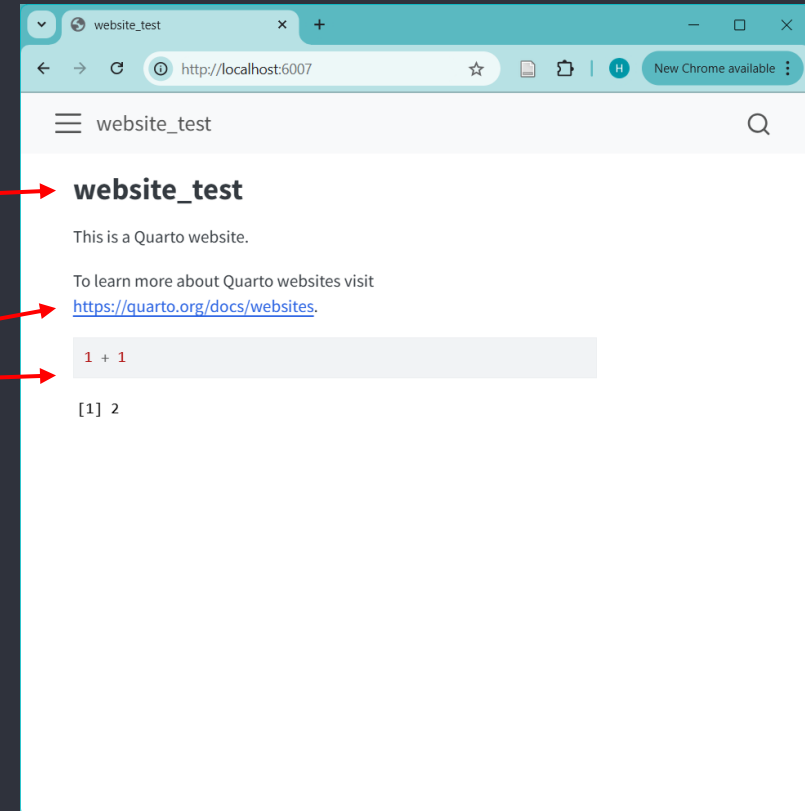 website_test
http://localhost:6007
H
New Chrome available
website_test
website_test
This is a Quarto website.
To learn more about Quarto websites visit
https://quarto.org/docs/websites.
1 + 1
[1] 2